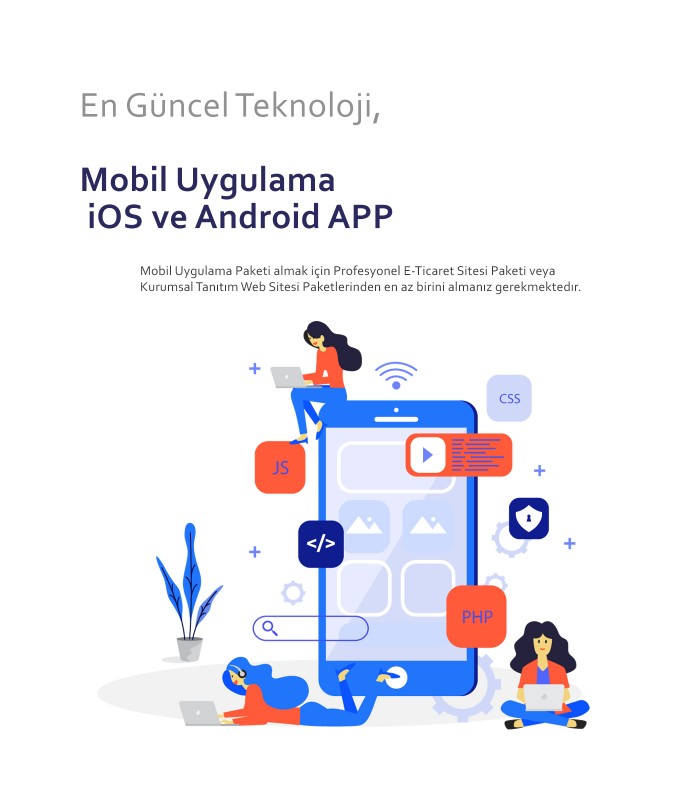 En Güncel Teknoloji,
Mobil Uygulama
iOS ve Android APP
Mobil Uygulama Paketi almak için Profesyonel E-Ticaret Sitesi Paketi veya
Kurumsal Tanıtım Web Sitesi Paketlerinden en az birini almanız gerekmektedır.
CSS
JS
</>
PHP